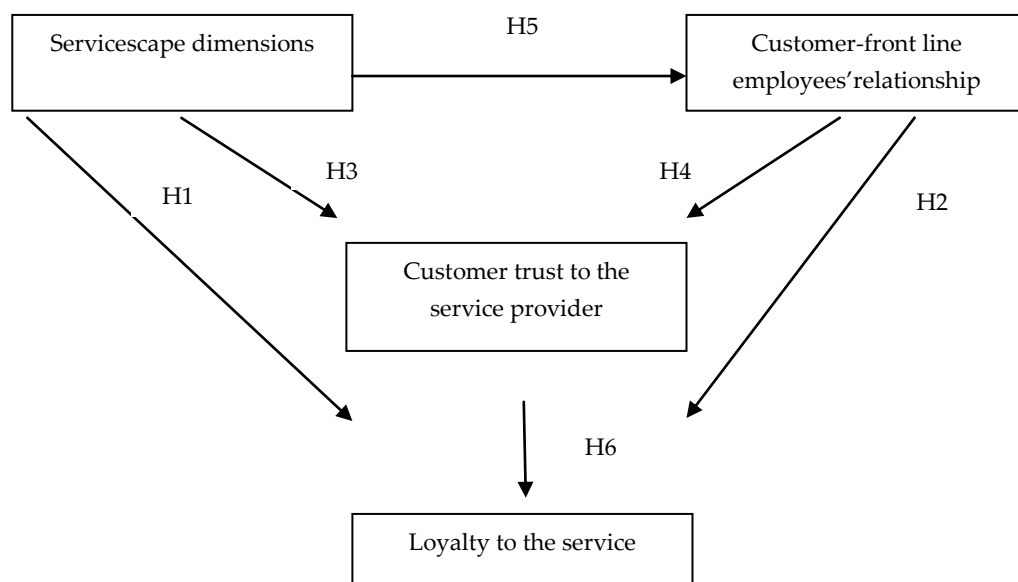 H5
Servicescape dimensions
Customer-front line
employees'relationship
H3
H4
H1
H2
Customer trust to the
service provider
H6
Loyalty to the service